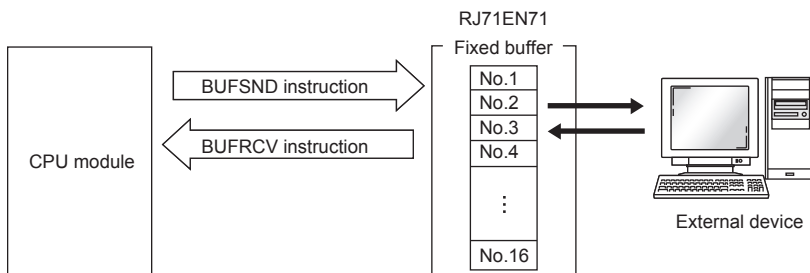 RJ71EN71
Fixed buffer
BUFSND instruction
BUFRCV instruction
CPU module
No.1
No.2
No.3
No.4
⋮
No.16
External device